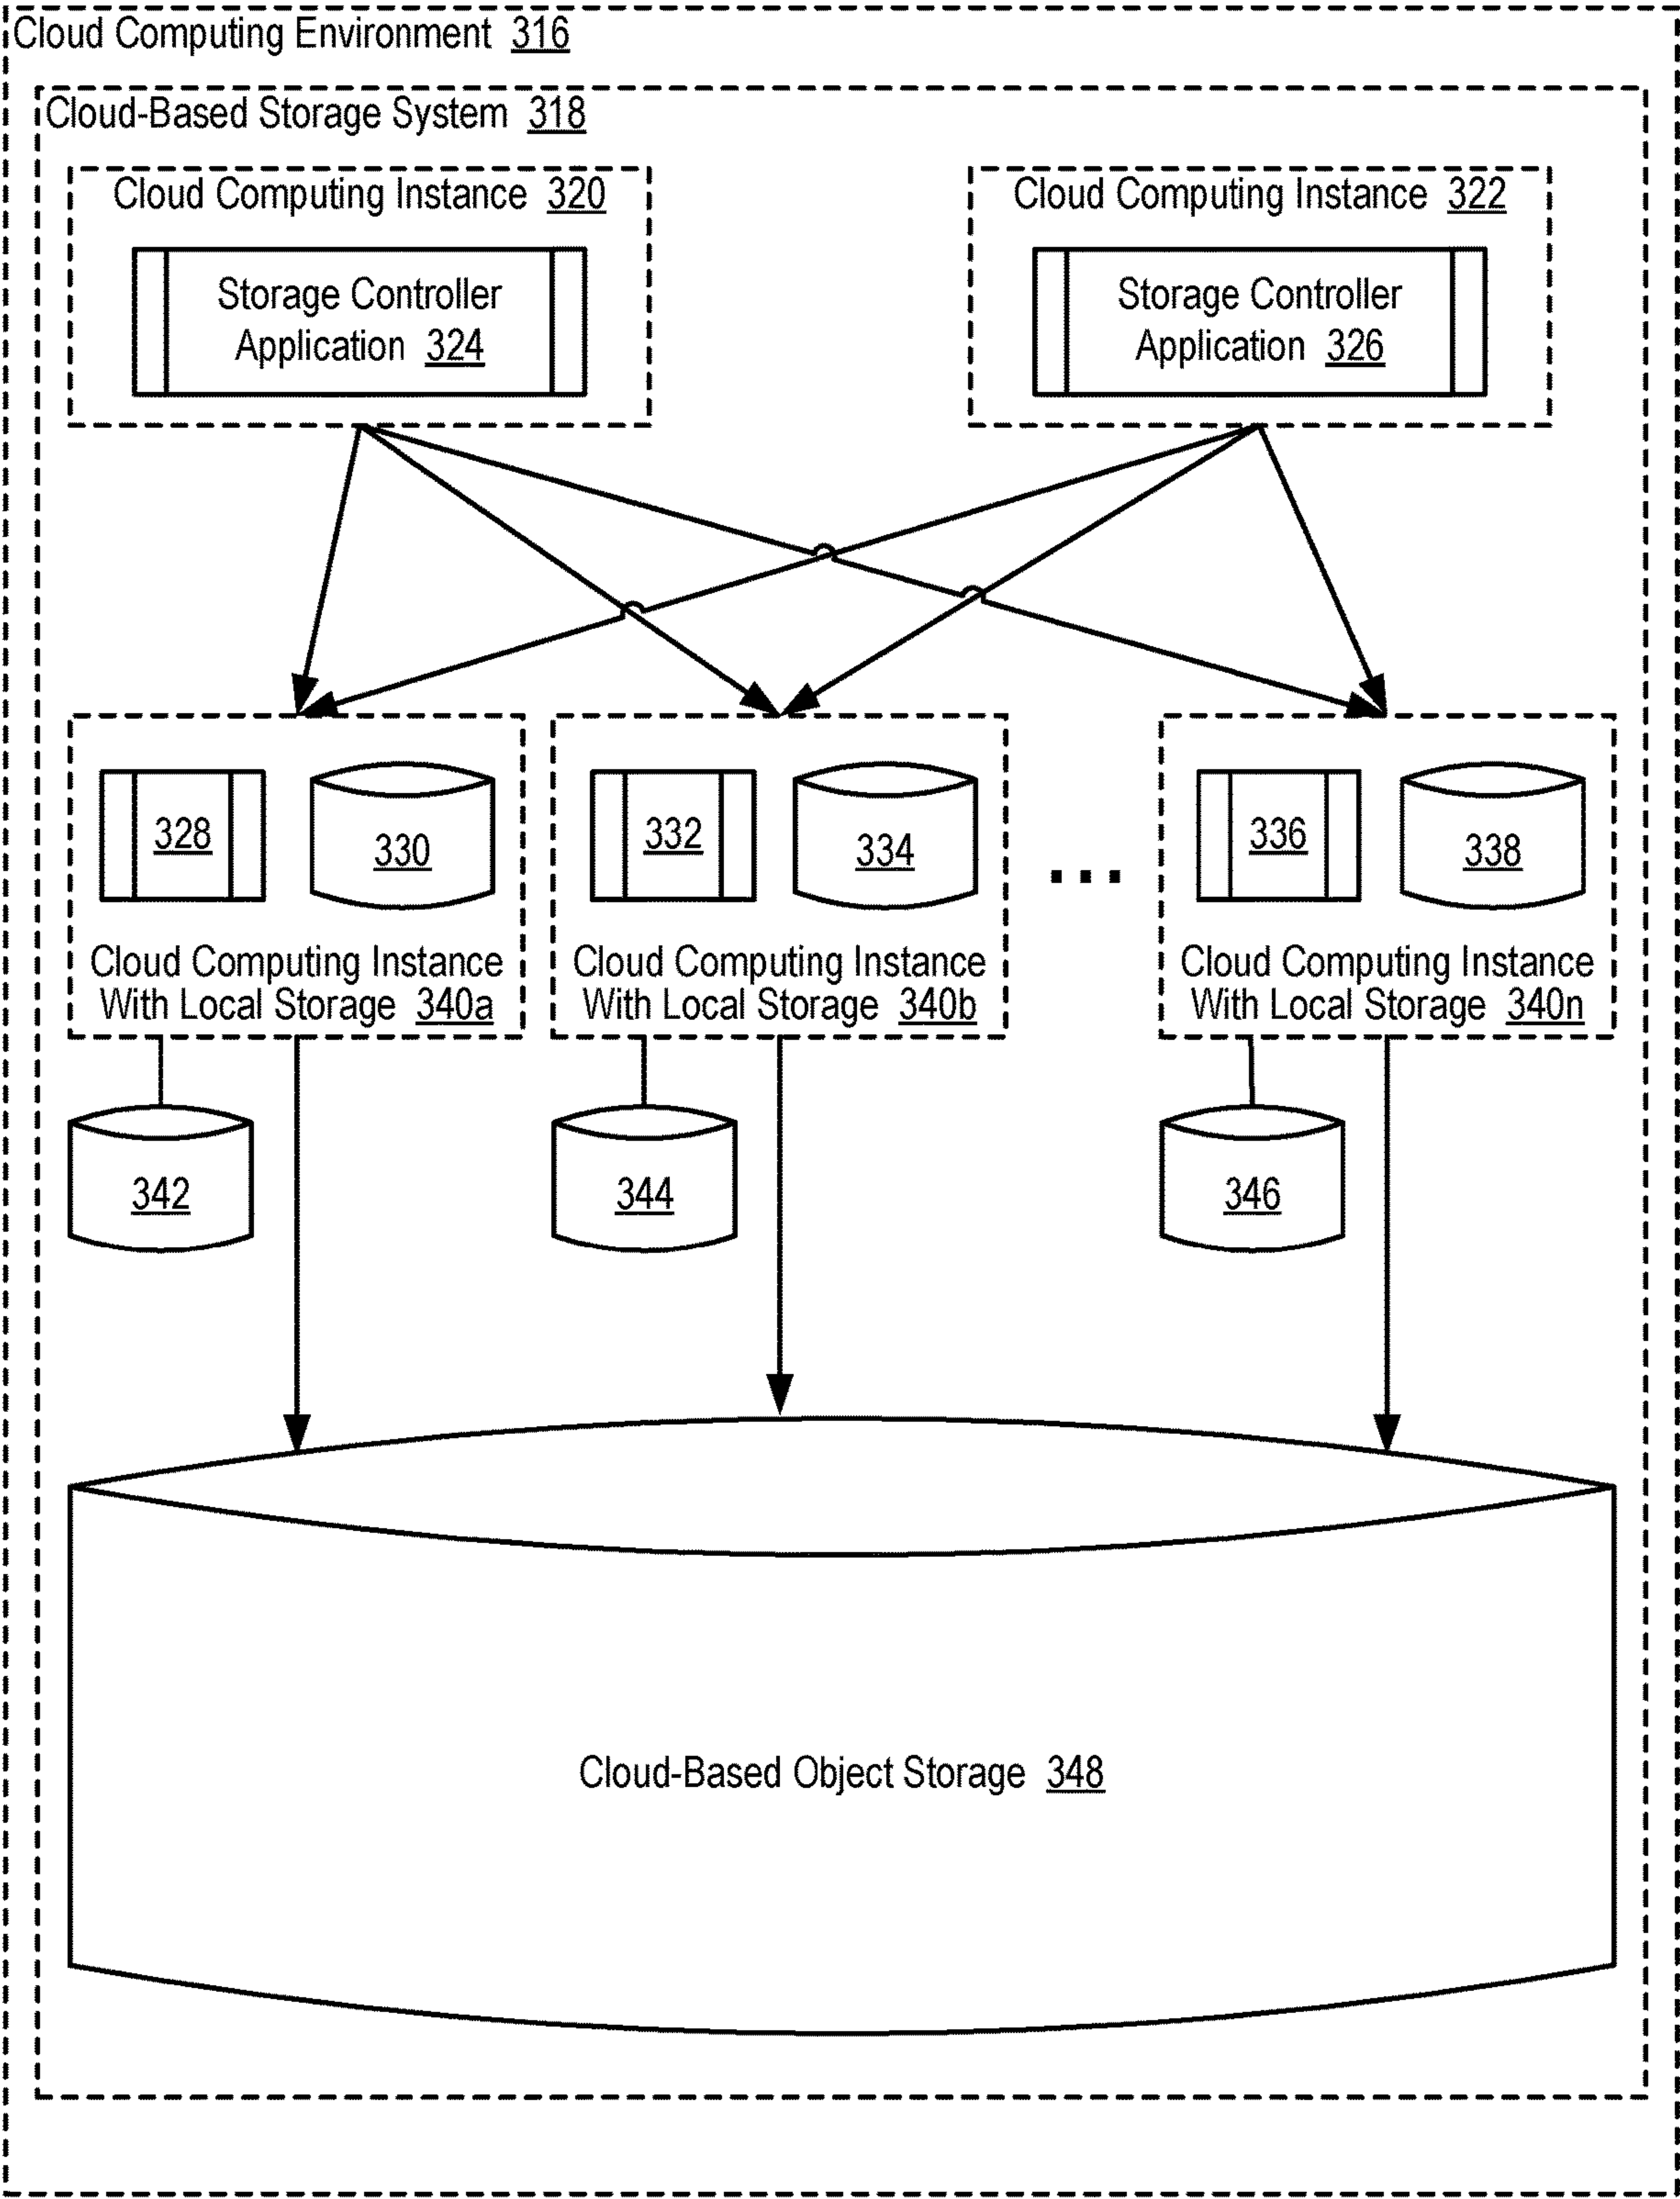 Cloud Computing Environment 316
Cloud-Based Storage System 318
Cloud Computing Instance 320
Storage Controller
Application 324
Cloud Computing Instance 322
Storage Controller
Application 326
328
330
Cloud Computing Instance
With Local Storage 340a
332
334
Cloud Computing Instance
With Local Storage 340b
...
336
338
Cloud Computing Instance
With Local Storage 340n
342
344
346
Cloud-Based Object Storage 348